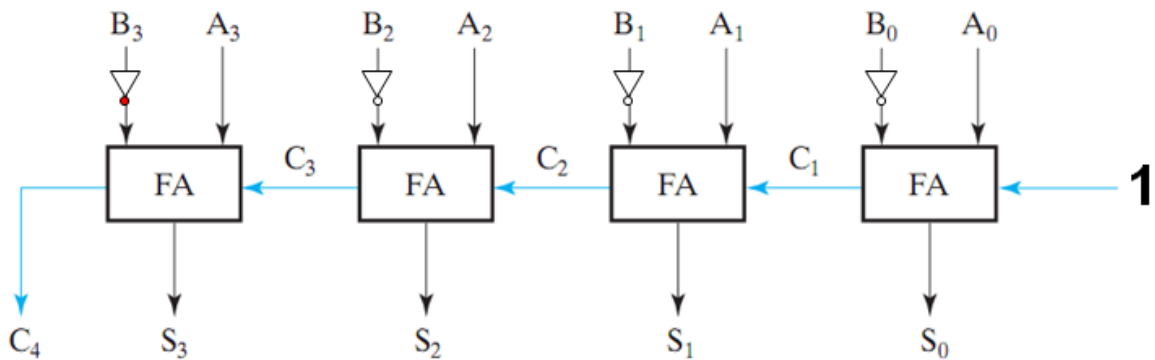 B₃ A₃ B₂ A₂ B₁ A₁ B₀ A₀
C₃ C₂ C₁
FA FA FA FA 1
C₄ S₃ S₂ S₁ S₀